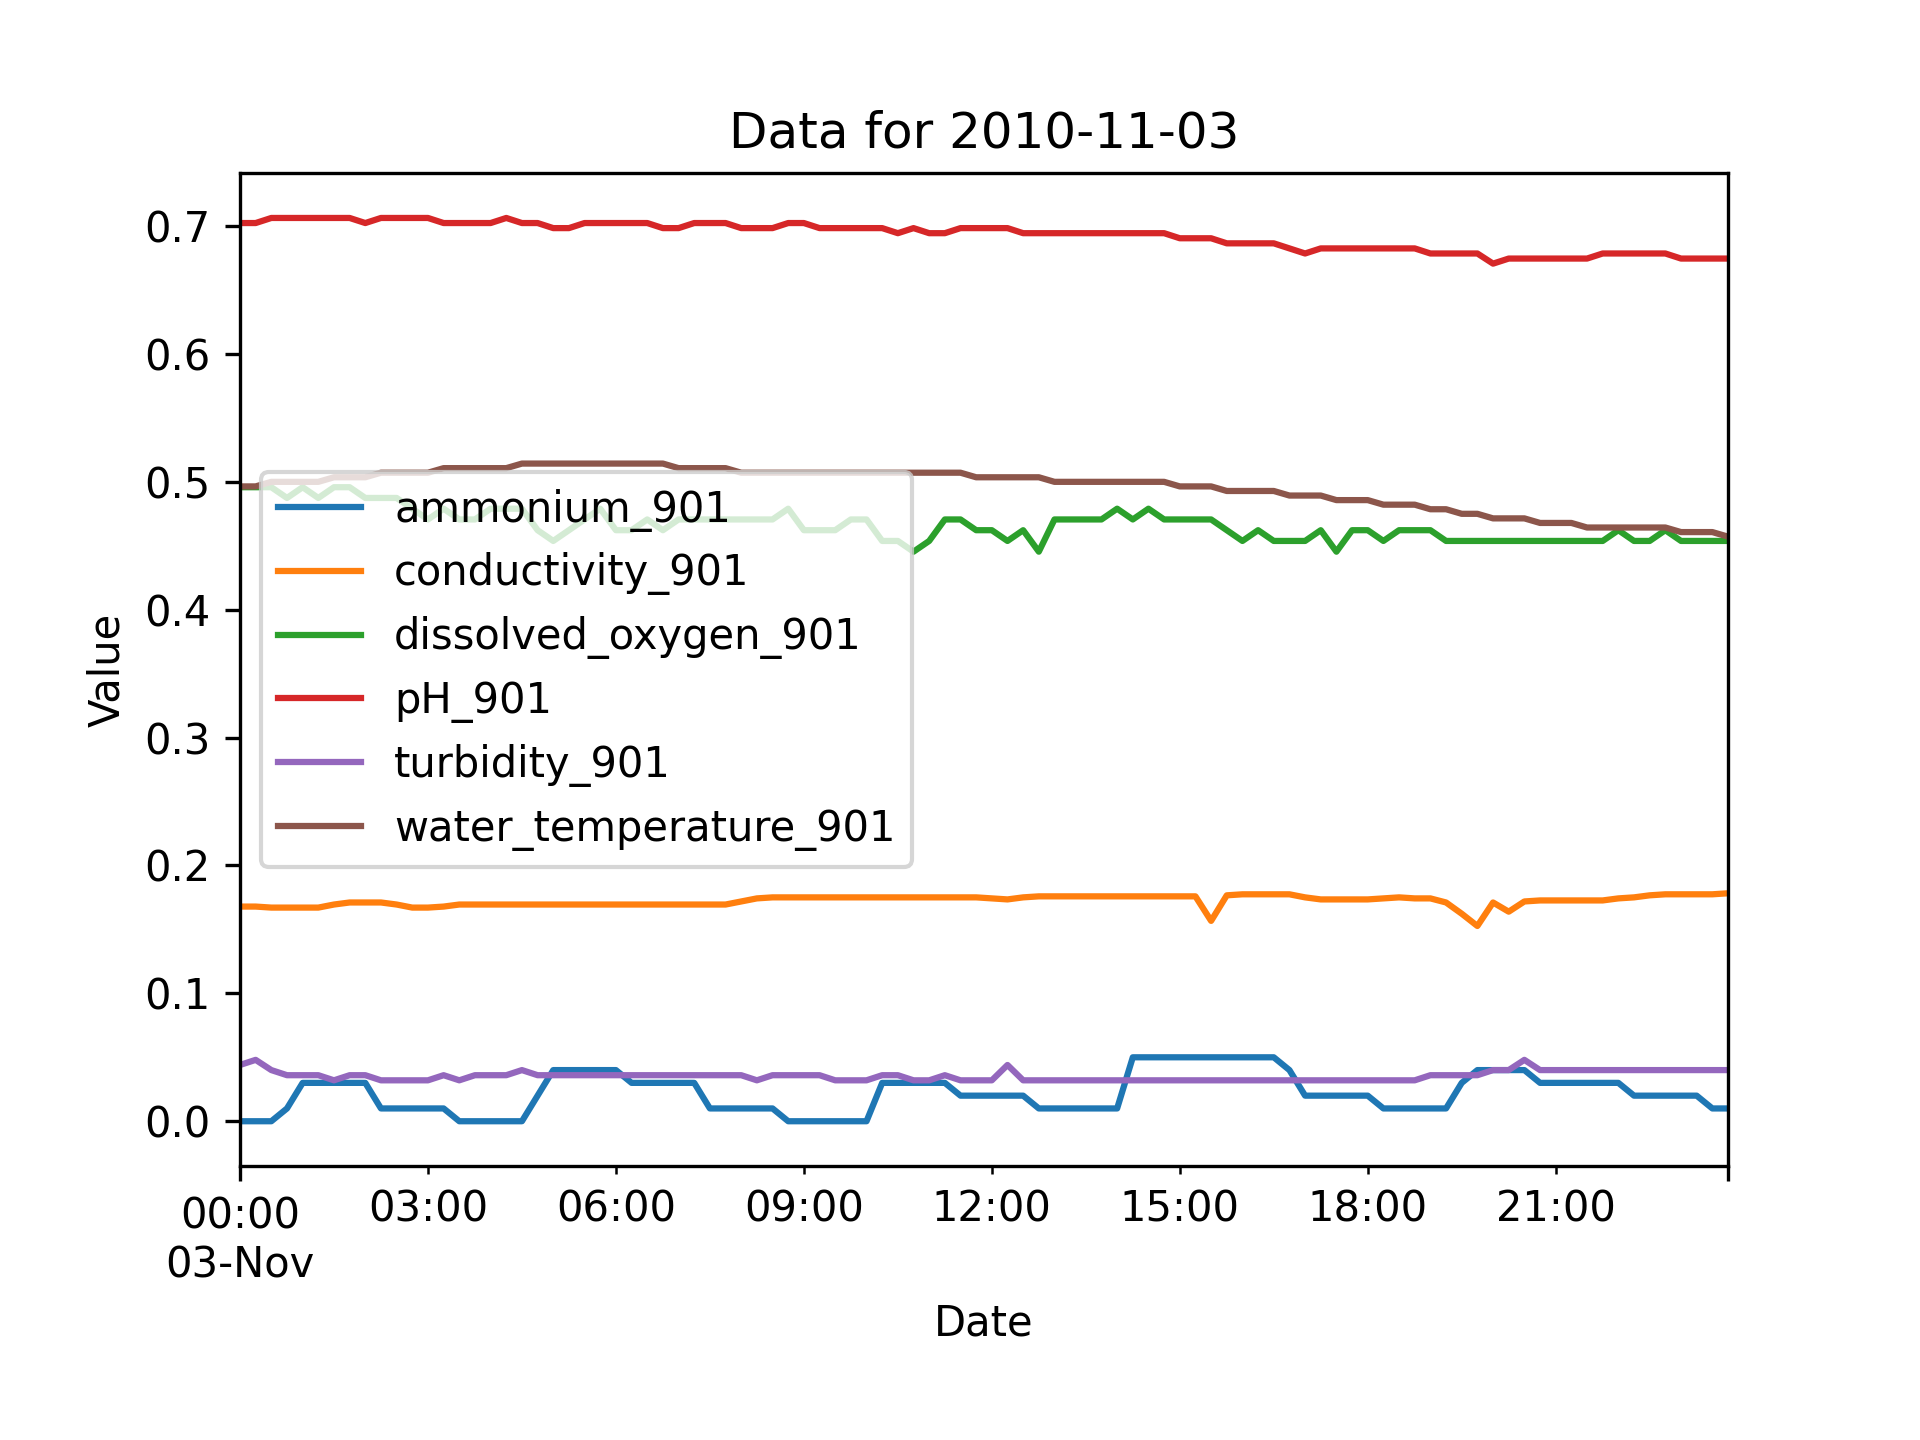 Data for 2010-11-03
Value
0.7
0.6
0.5
0.4
0.3
0.2
0.1
0.0
ammonium_901
conductivity_901
dissolved_oxygen_901
pH_901
turbidity_901
water_temperature_901
00:00 03:00 06:00 09:00 12:00 15:00 18:00 21:00
03-Nov
Date